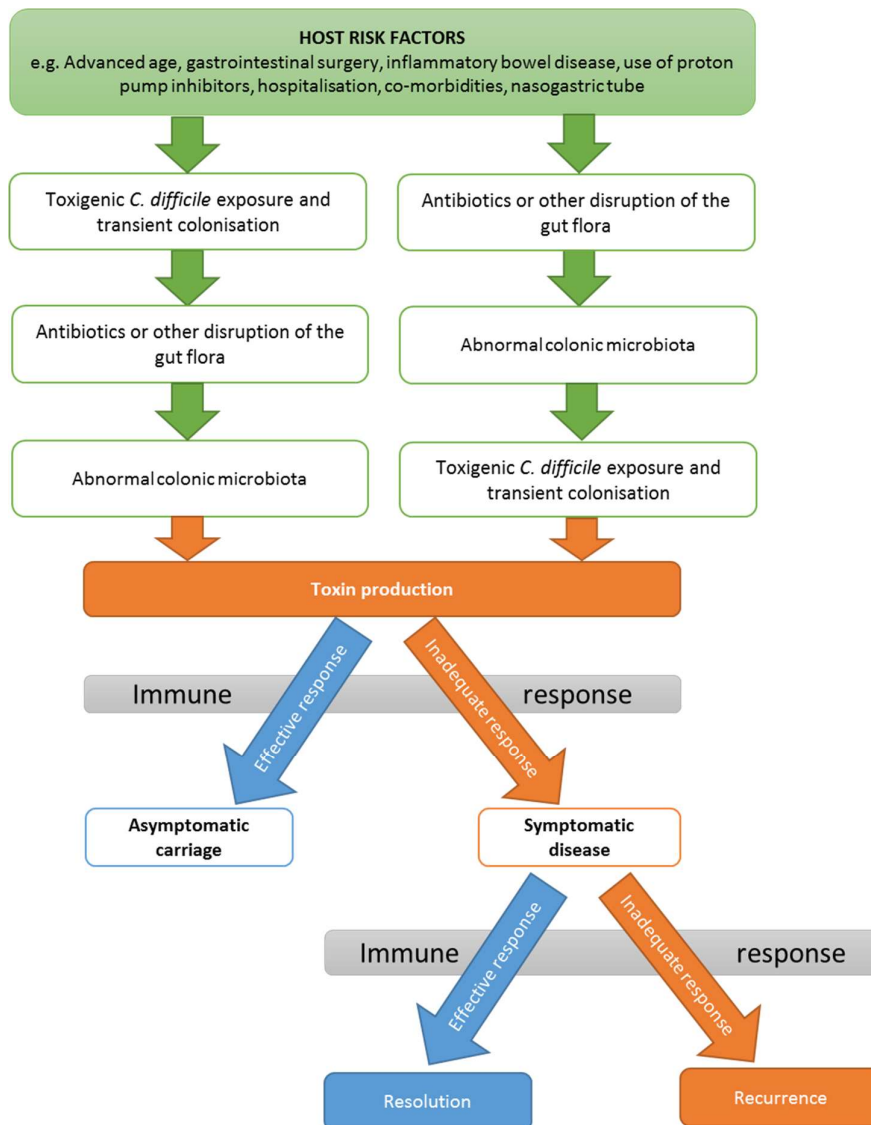 HOST RISK FACTORS
e.g. Advanced age, gastrointestinal surgery, inflammatory bowel disease, use of proton
pump inhibitors, hospitalisation, co-morbidities, nasogastric tube
Toxigenic C. difficile exposure and
transient colonisation
Antibiotics or other disruption of the
gut flora
Antibiotics or other disruption of the
gut flora
Abnormal colonic microbiota
Abnormal colonic microbiota
Toxigenic C. difficile exposure and
transient colonisation
Toxin production
Immune response
Effective response
Inadequate response
Asymptomatic
carriage
Symptomatic
disease
Immune response
Effective response
Inadequate response
Resolution
Recurrence